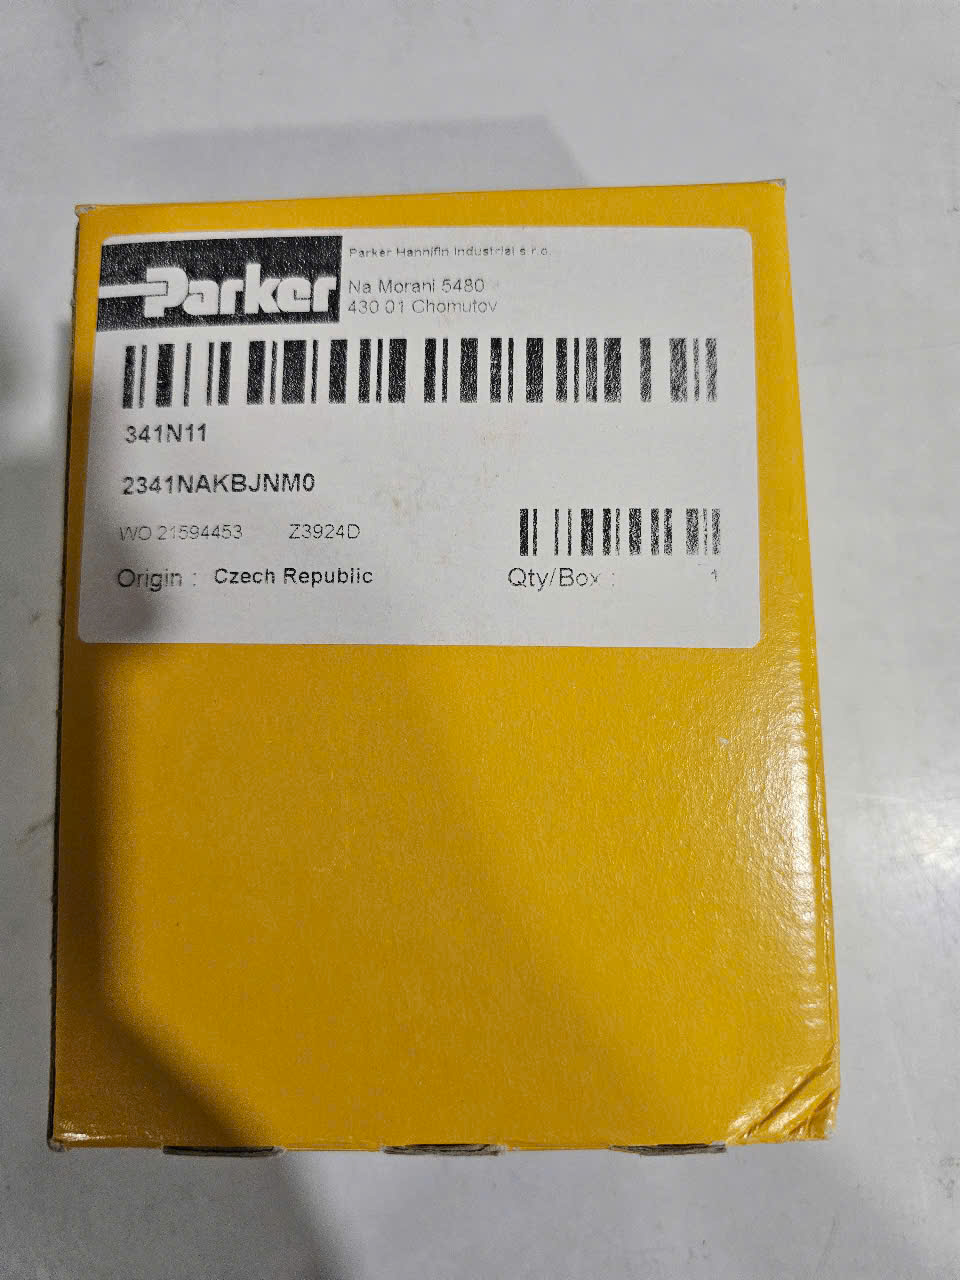 Parker
Parker Hannifin Industrial s.r.o.
Na Morani 5480
430 01 Chomutov
341N11
2341NAKBJNM0
WO 21594453 Z3924D
Origin : Czech Republic
Qty/Box : 1